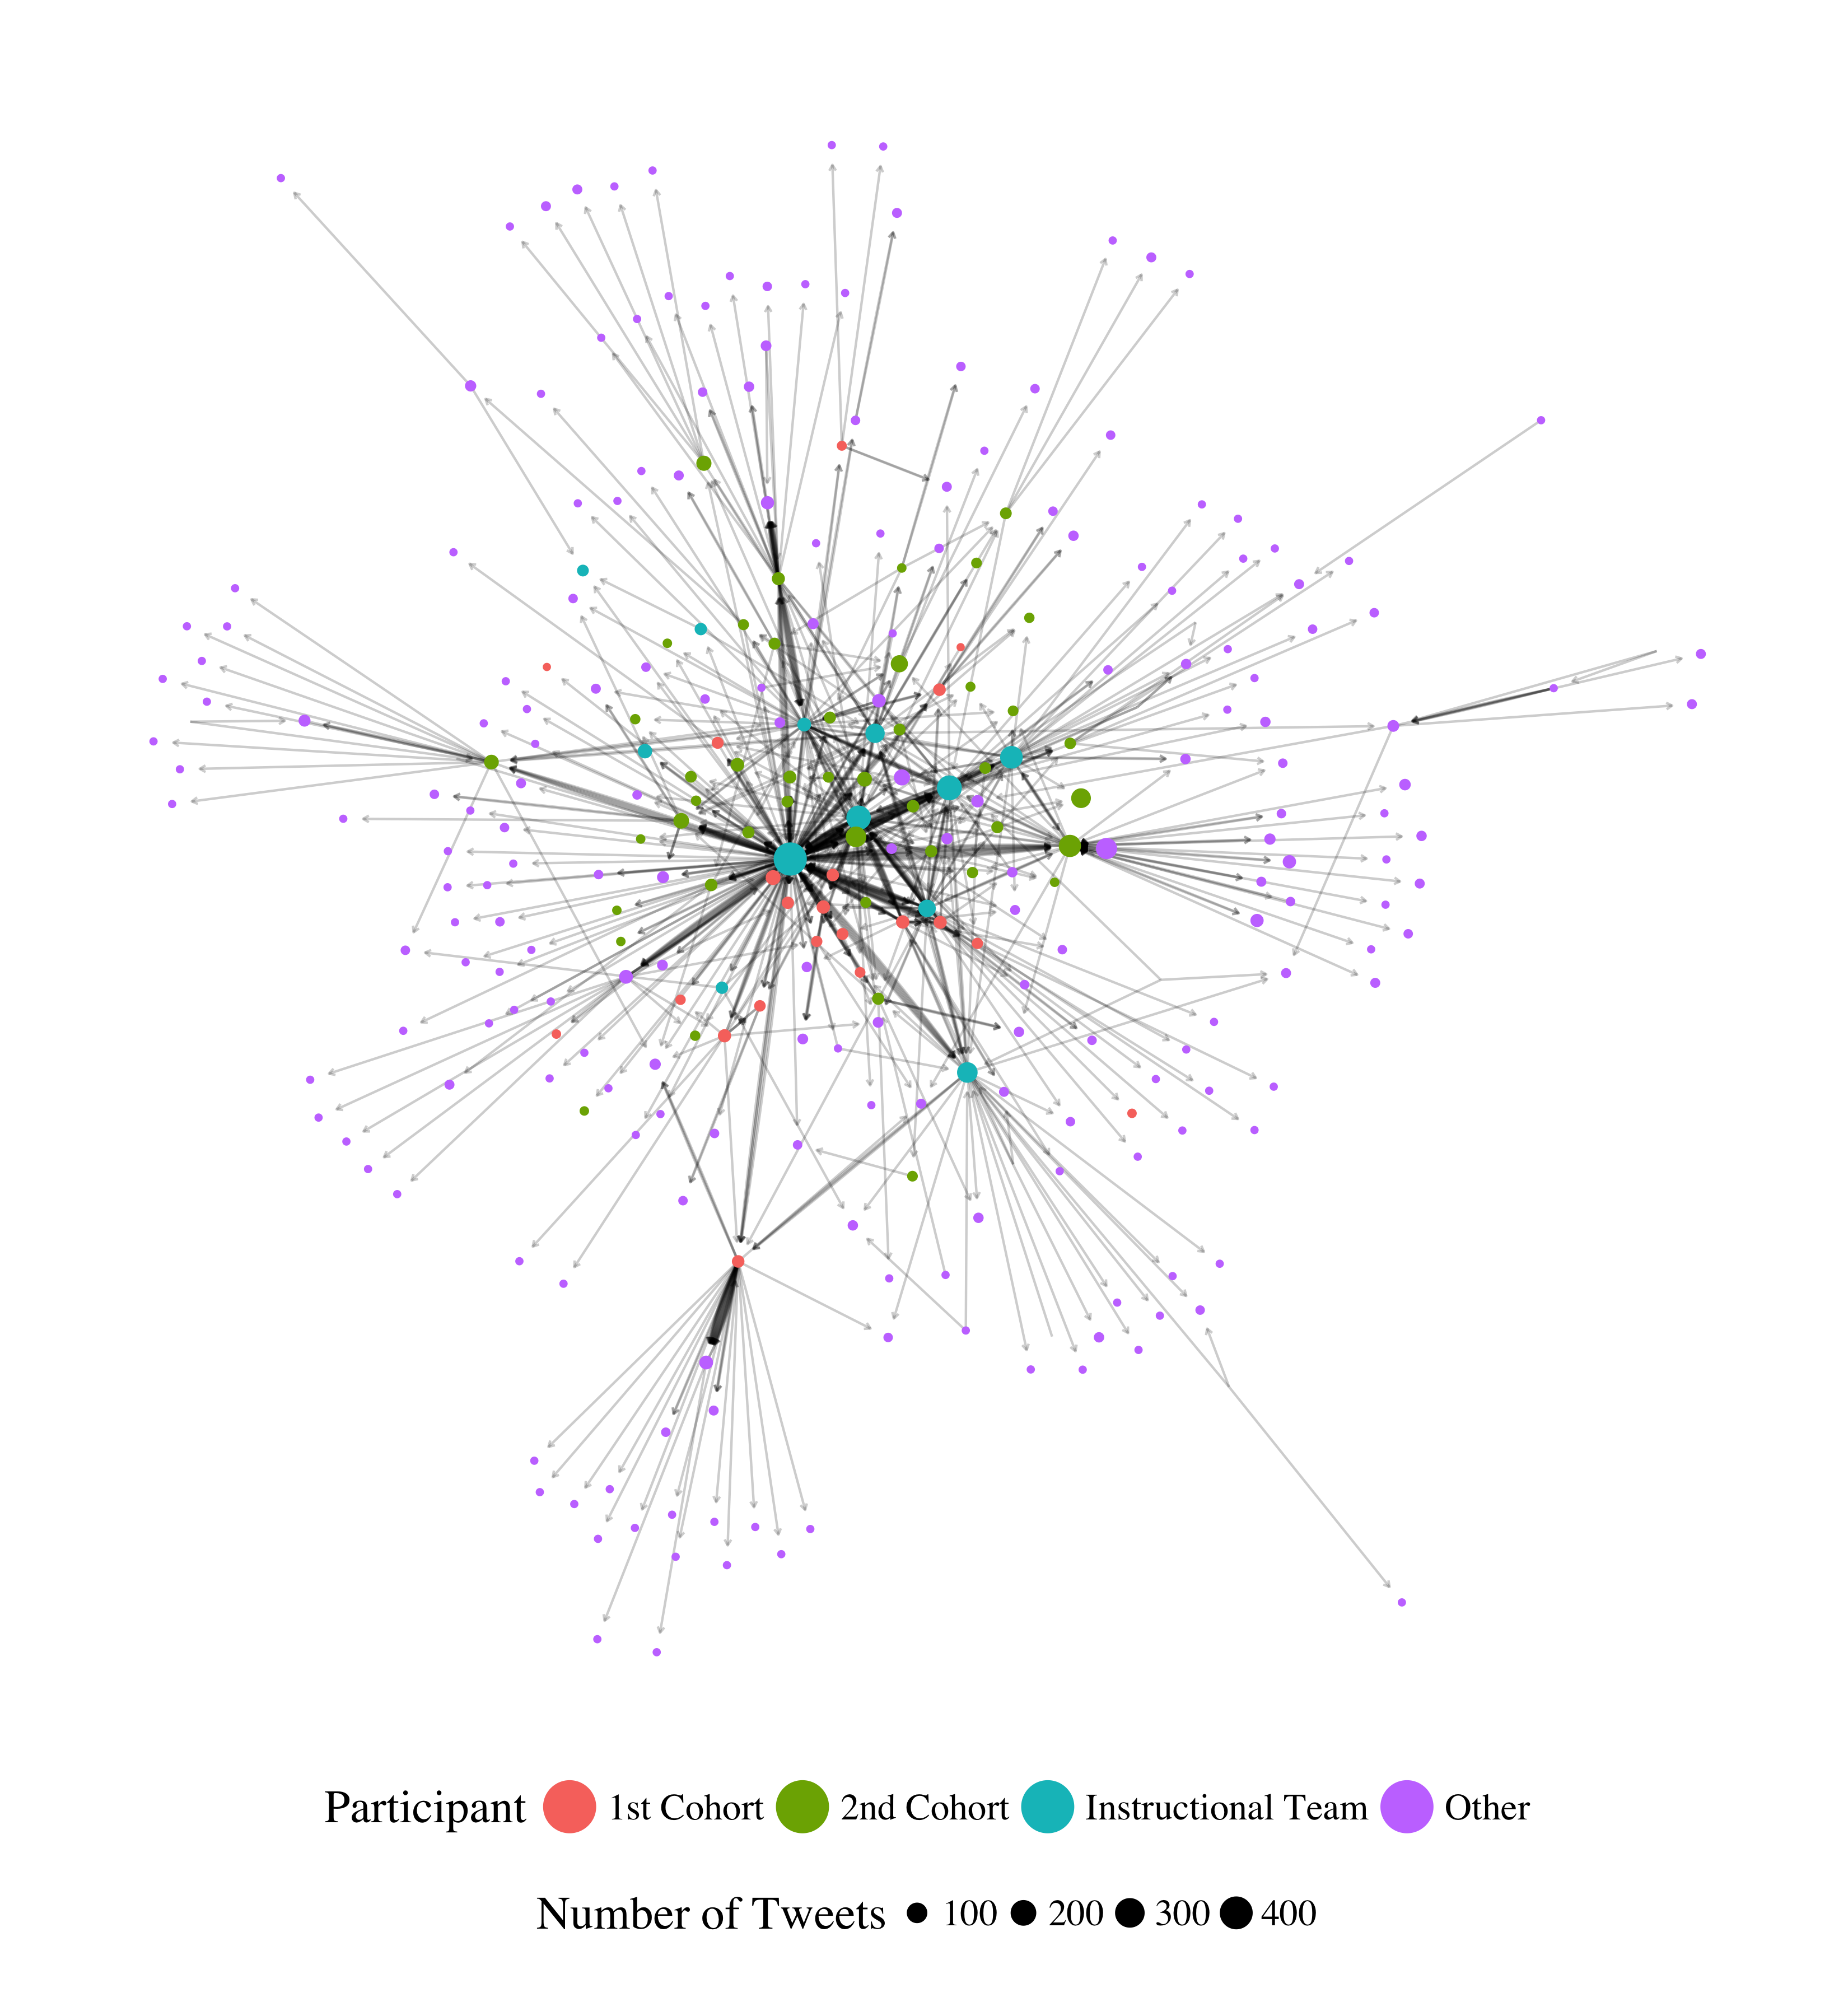 Participant 1st Cohort 2nd Cohort Instructional Team Other
Number of Tweets 100 200 300 400